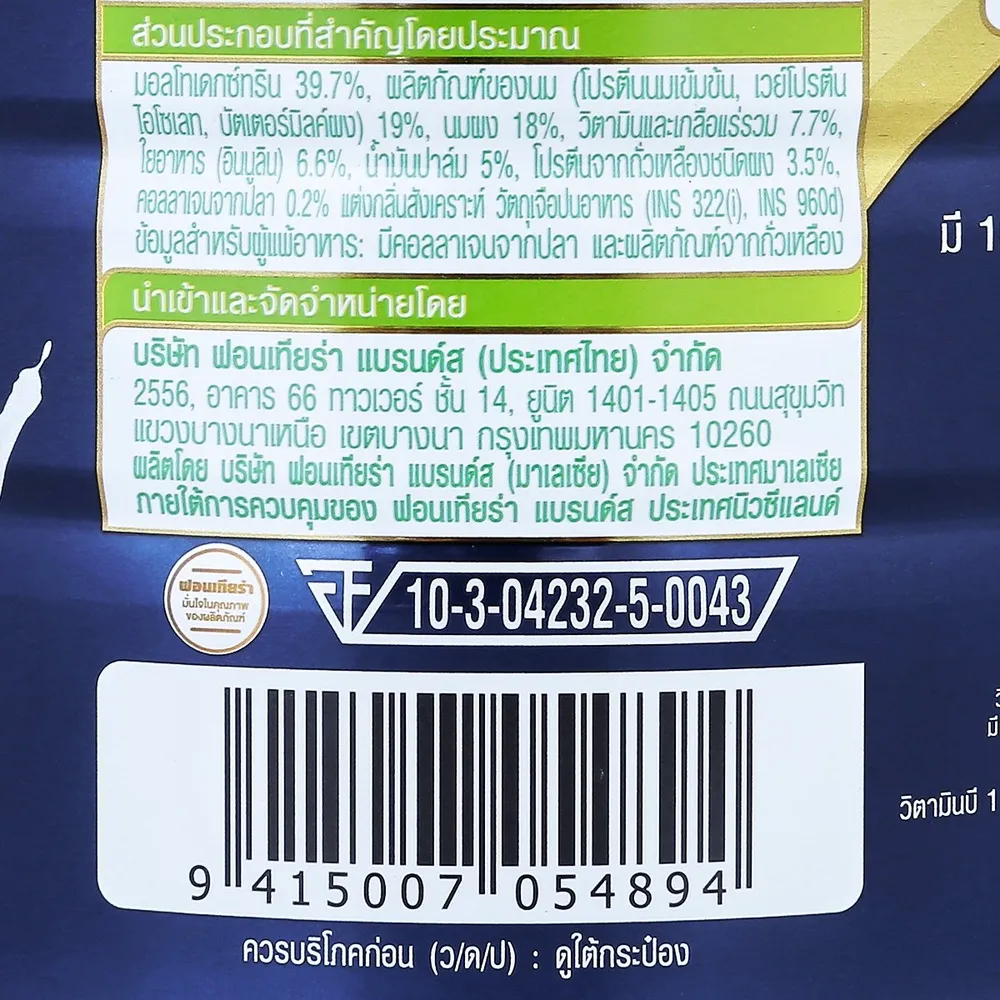 ส่วนประกอบที่สำคัญโดยประมาณ
มอลโทเดกซ์ทริน 39.7%, ผลิตภัณฑ์ของนม (โปรตีนนมเข้มข้น, เวย์โปรตีน
ไอโซเลท, บัตเตอร์มิลค์ผง) 19%, นมผง 18%, วิตามินและเกลือแร่รวม 7.7%,
ใยอาหาร (อินนูลิน) 6.6%, น้ำมันปาล์ม 5%, โปรตีนจากถั่วเหลืองชนิดผง 3.5%,
คอลลาเจนจากปลา 0.2% แต่งกลิ่นสังเคราะห์ วัตถุเจือปนอาหาร (INS 322(i), INS 960d)
ข้อมูลสำหรับผู้แพ้อาหาร: มีคอลลาเจนจากปลา และผลิตภัณฑ์จากถั่วเหลือง
นำเข้าและจัดจำหน่ายโดย
บริษัท ฟอนเทียร่า แบรนด์ส (ประเทศไทย) จำกัด
2556, อาคาร 66 ทาวเวอร์ ชั้น 14, ยูนิต 1401-1405 ถนนสุขุมวิท
แขวงบางนาเหนือ เขตบางนา กรุงเทพมหานคร 10260
ผลิตโดย บริษัท ฟอนเทียร่า แบรนด์ส (มาเลเซีย) จำกัด ประเทศมาเลเซีย
ภายใต้การควบคุมของ ฟอนเทียร่า แบรนด์ส ประเทศนิวซีแลนด์
ฟอนเทียร่า
มั่นใจในคุณภาพ
ของผลิตภัณฑ์
10-3-04232-5-0043
9 415007 054894
ควรบริโภคก่อน (ว/ด/ป) : ดูใต้กระป๋อง
มี 1
มี
วิตามินบี 1